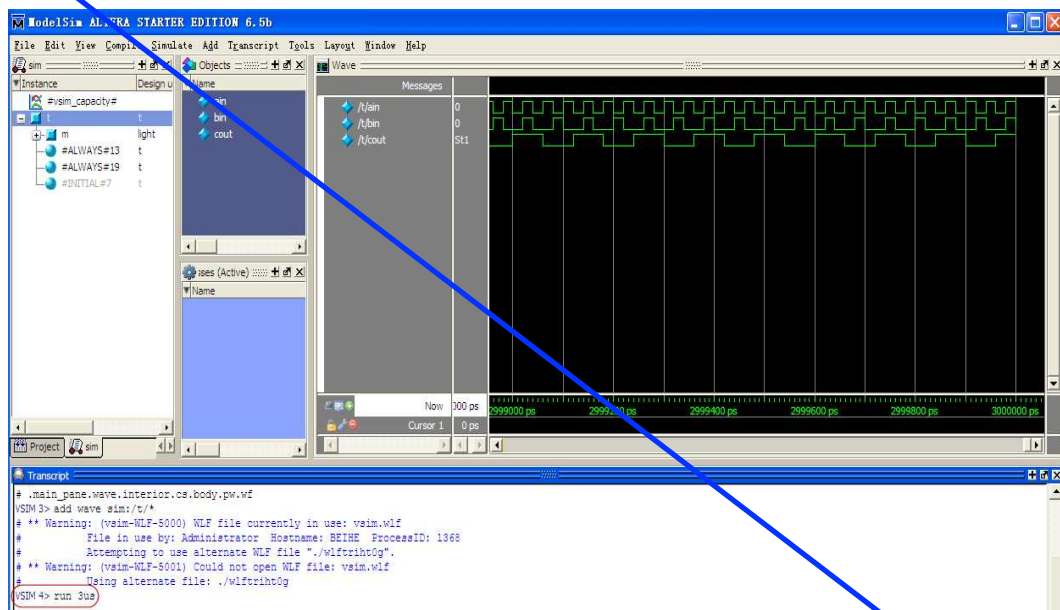 ModelSim ALTERA STARTER EDITION 6.5b
File Edit View Compile Simulate Add Transcript Tools Layout Window Help
sim
Objects
Wave
Instance Design u
Name
Messages
#vsim_capacity#
t t
m light
#ALWAYS#13 t
#ALWAYS#19 t
#INITIAL#7 t
bin
cout
/t/ain 0
/t/bin 0
/t/cout St1
(Active)
Name
Now 000 ps
Cursor 1 0 ps
2999000 ps 2999400 ps 2999600 ps 2999800 ps 3000000 ps
Project sim
Transcript
# .main_pane.wave.interior.cs.body.pw.wf
VSIM 3> add wave sim:/t/*
# ** Warning: (vsim-WLF-5000) WLF file currently in use: vsim.wlf
# File in use by: Administrator Hostname: BEIHE ProcessID: 1368
# Attempting to use alternate WLF file "./wlftriht0g".
# ** Warning: (vsim-WLF-5001) Could not open WLF file: vsim.wlf
# Using alternate file: ./wlftriht0g
VSIM 4> run 3us